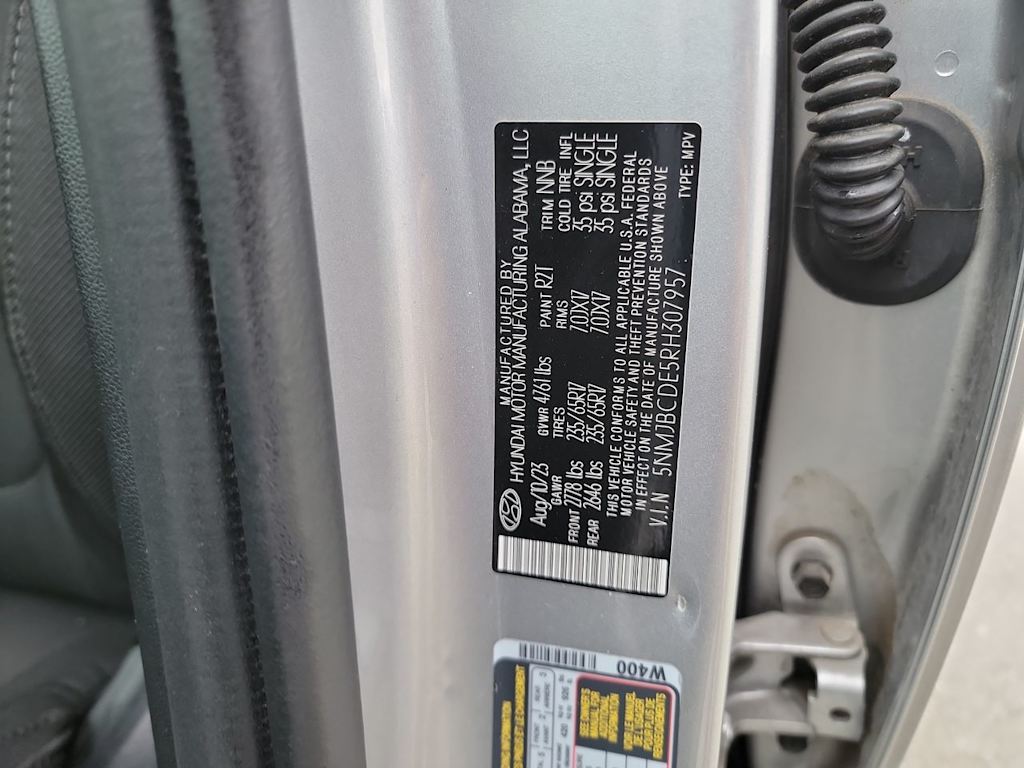 MANUFACTURED BY
HYUNDAI MOTOR MANUFACTURING ALABAMA, LLC
Aug/10/23 GVWR 4761 lbs PAINT R2T TRIM NNB
GAWR TIRES RIMS COLD TIRE INFL
FRONT 2778 lbs 235/65R17 7.0JX17 35 psi SINGLE
REAR 2646 lbs 235/65R17 7.0JX17 35 psi SINGLE
THIS VEHICLE CONFORMS TO ALL APPLICABLE U.S.A. FEDERAL
MOTOR VEHICLE SAFETY AND THEFT PREVENTION STANDARDS
IN EFFECT ON THE DATE OF MANUFACTURE SHOWN ABOVE
V.I.N 5NMJBCDE5RH307957 TYPE: MPV
W400